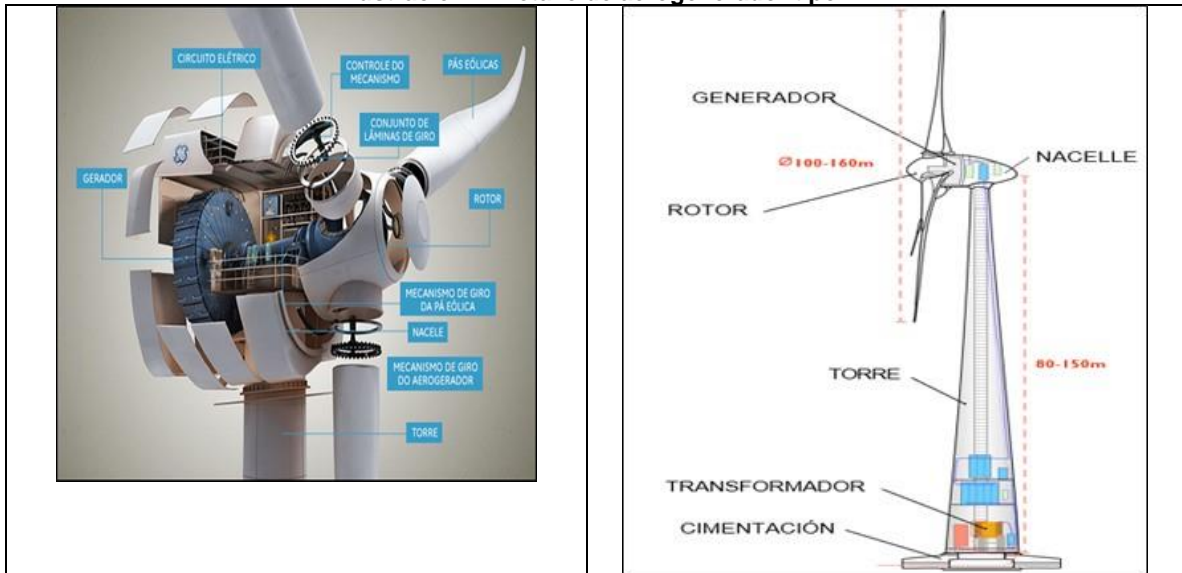 CIRCUITO ELÉTRICO
CONTROLE DO
MECANISMO
PÁS EÓLICAS
CONJUNTO DE
LÂMINAS DE GIRO
GERADOR
ROTOR
MECANISMO DE GIRO
DA PÁ EÓLICA
NACELE
MECANISMO DE GIRO
DO AEROGERADOR
TORRE
GENERADOR
Ø100-160m
NACELLE
ROTOR
80-150m
TORRE
TRANSFORMADOR
CIMENTACIÓN